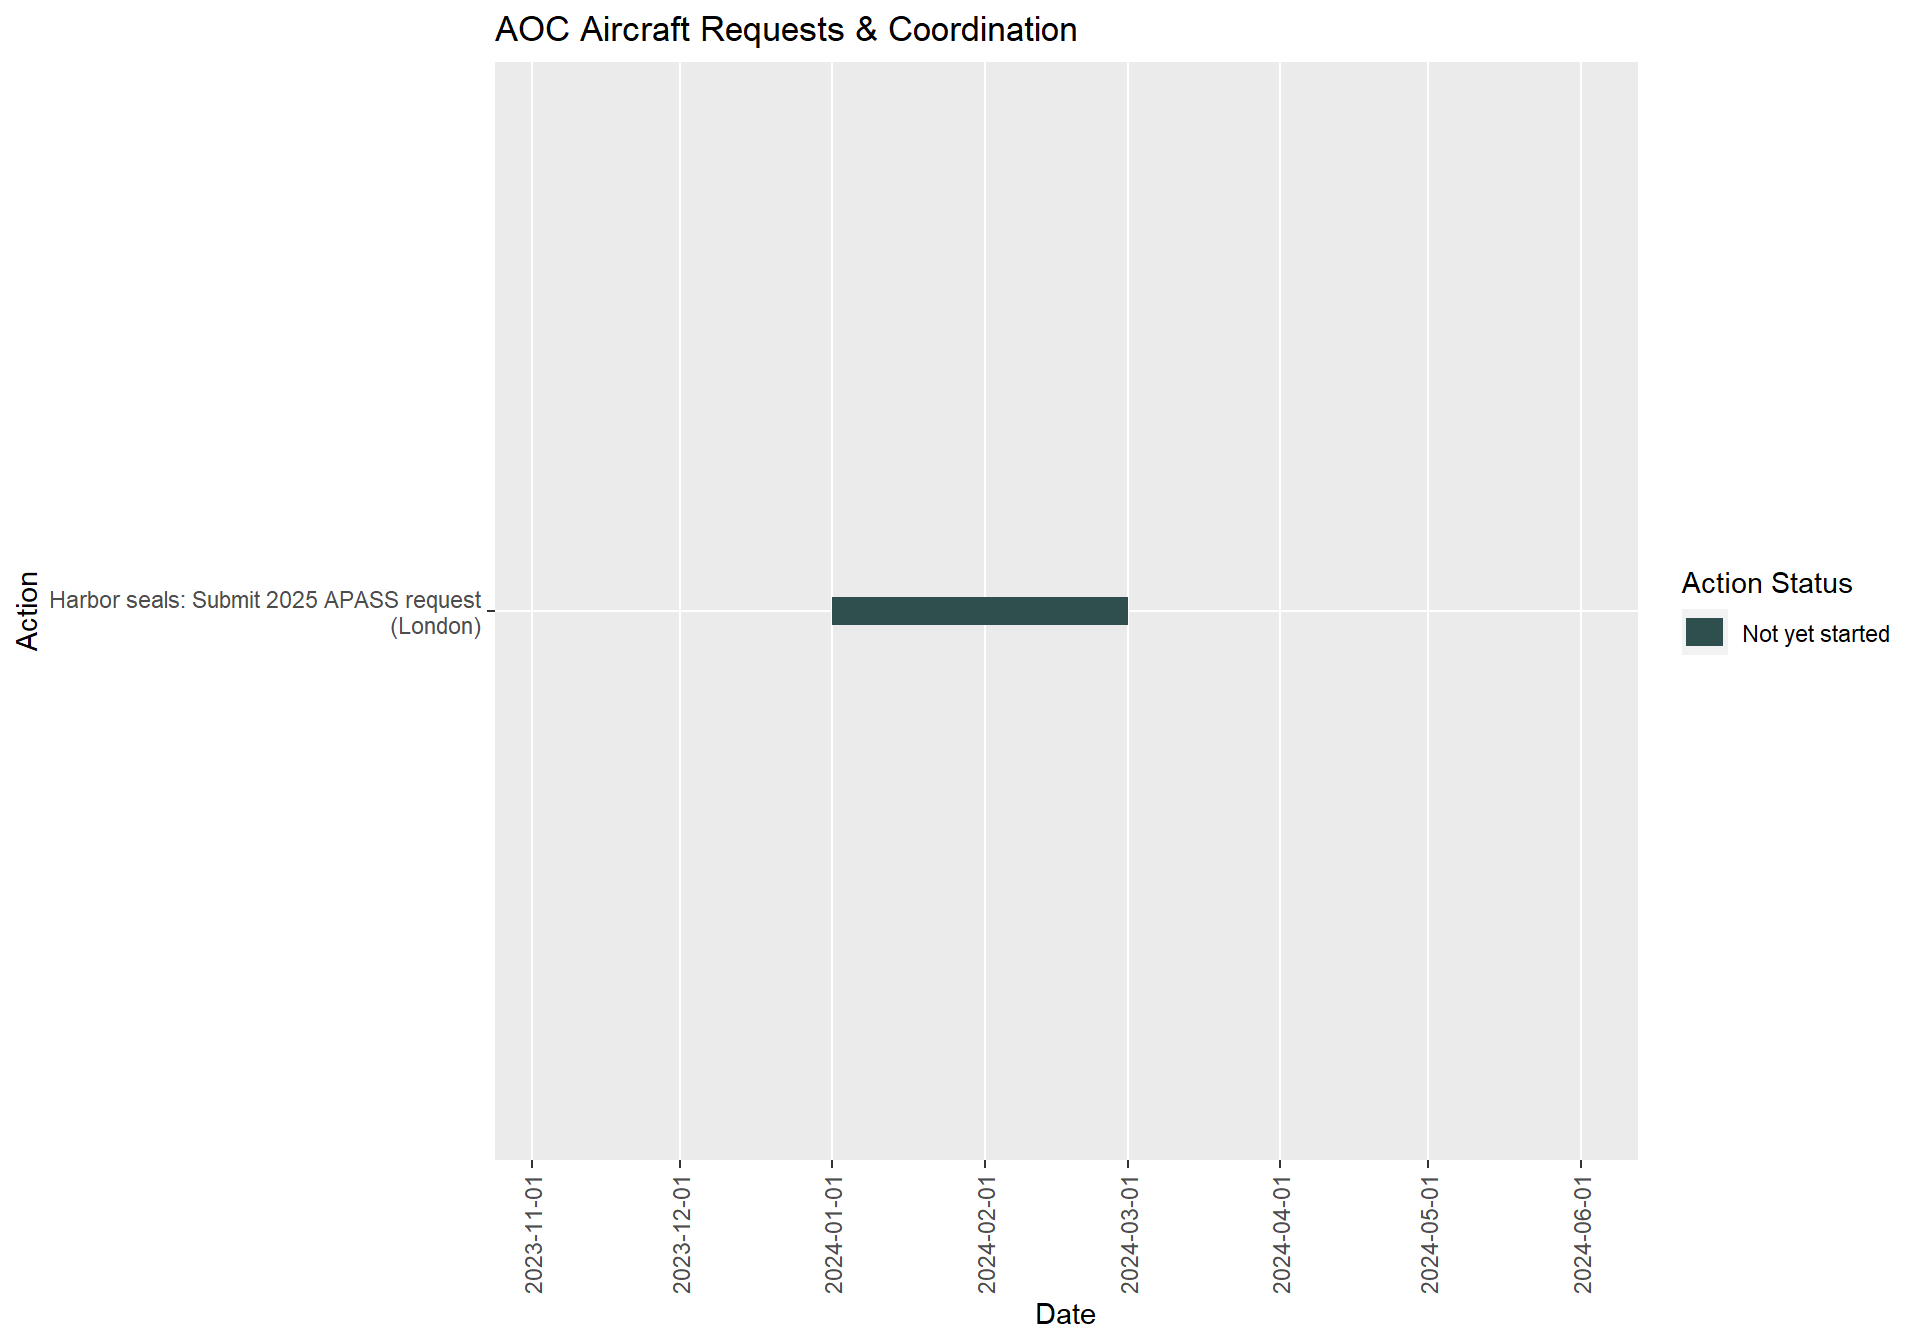 AOC Aircraft Requests & Coordination
Action
Harbor seals: Submit 2025 APASS request
(London)
Action Status
Not yet started
2023-11-01
2023-12-01
2024-01-01
2024-02-01
2024-03-01
2024-04-01
2024-05-01
2024-06-01
Date